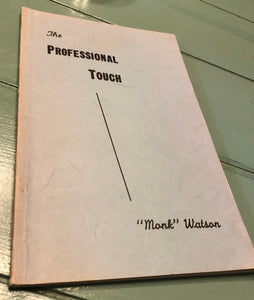 The
PROFESSIONAL
TOUCH
"Monk" Watson